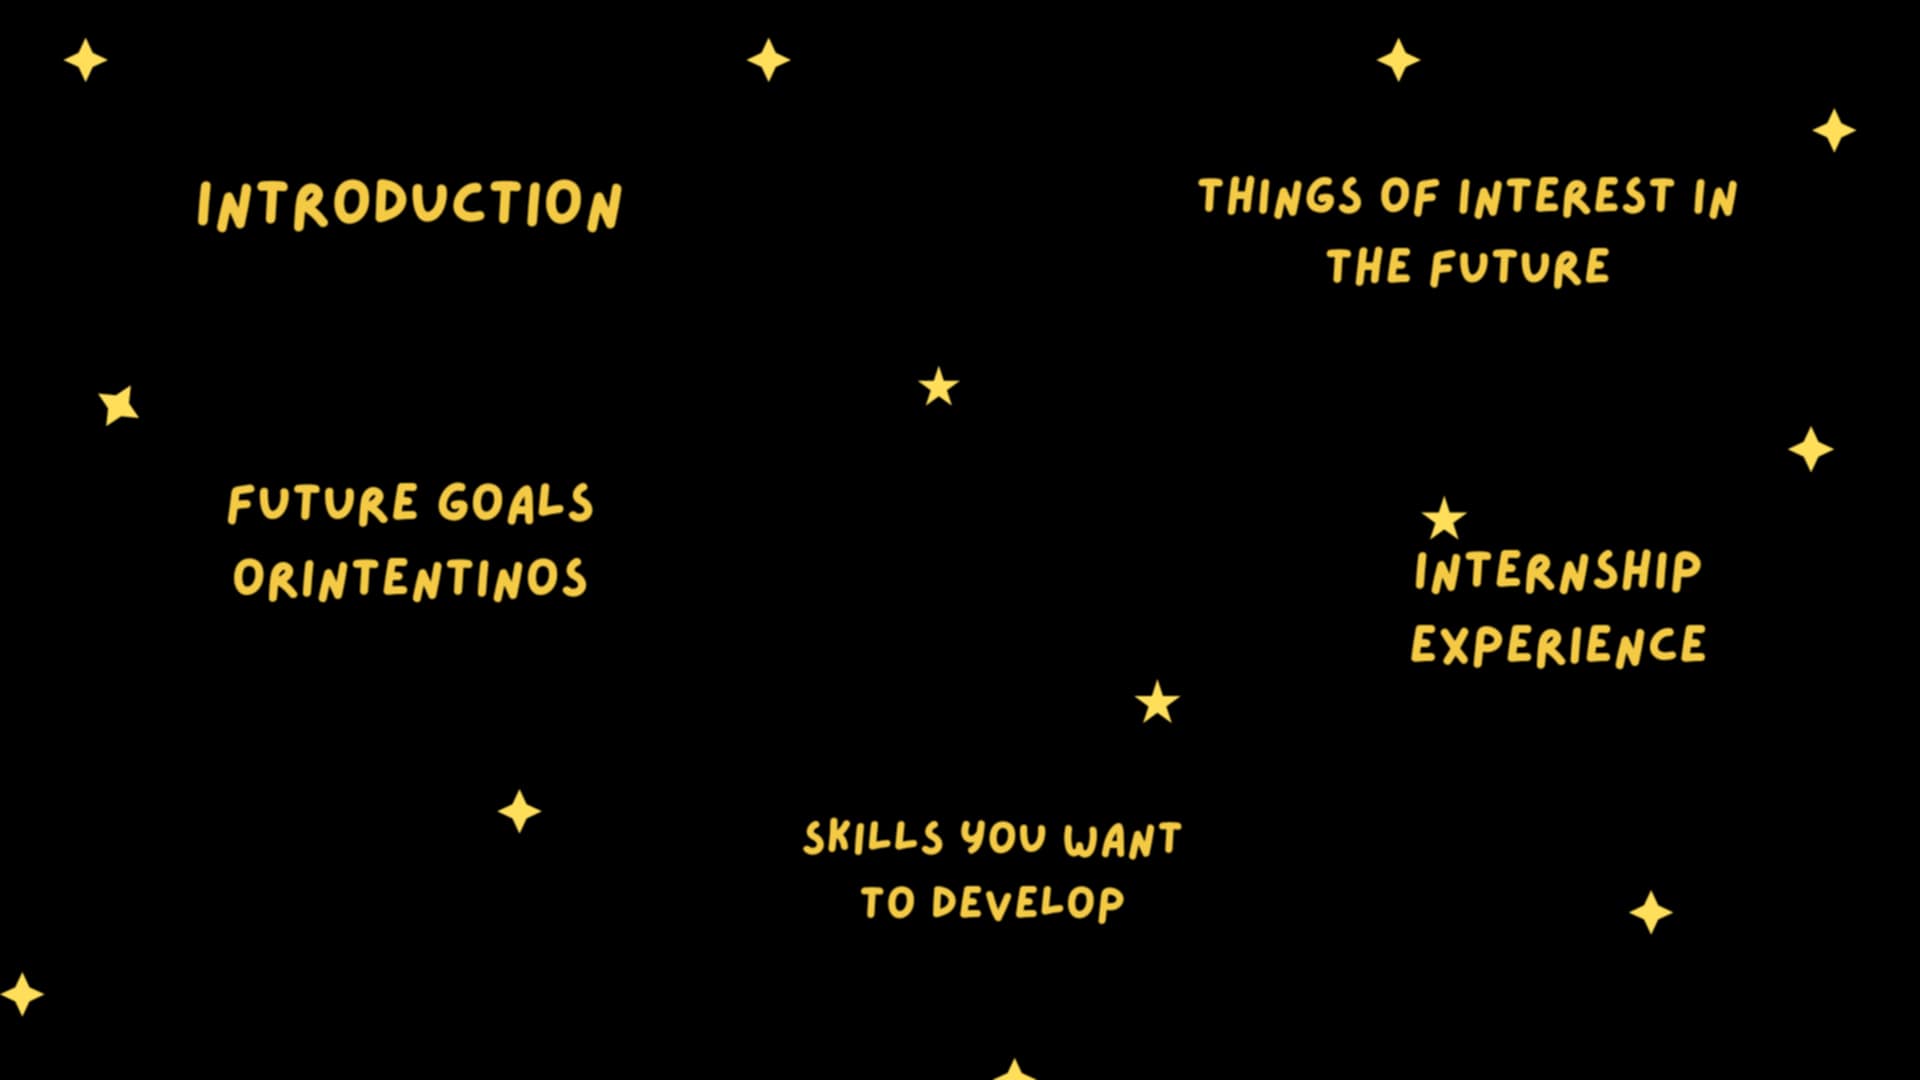 INTRODUCTION
THINGS OF INTEREST IN
THE FUTURE
FUTURE GOALS
ORINTENTINOS
INTERNSHIP
EXPERIENCE
SKILLS YOU WANT
TO DEVELOP